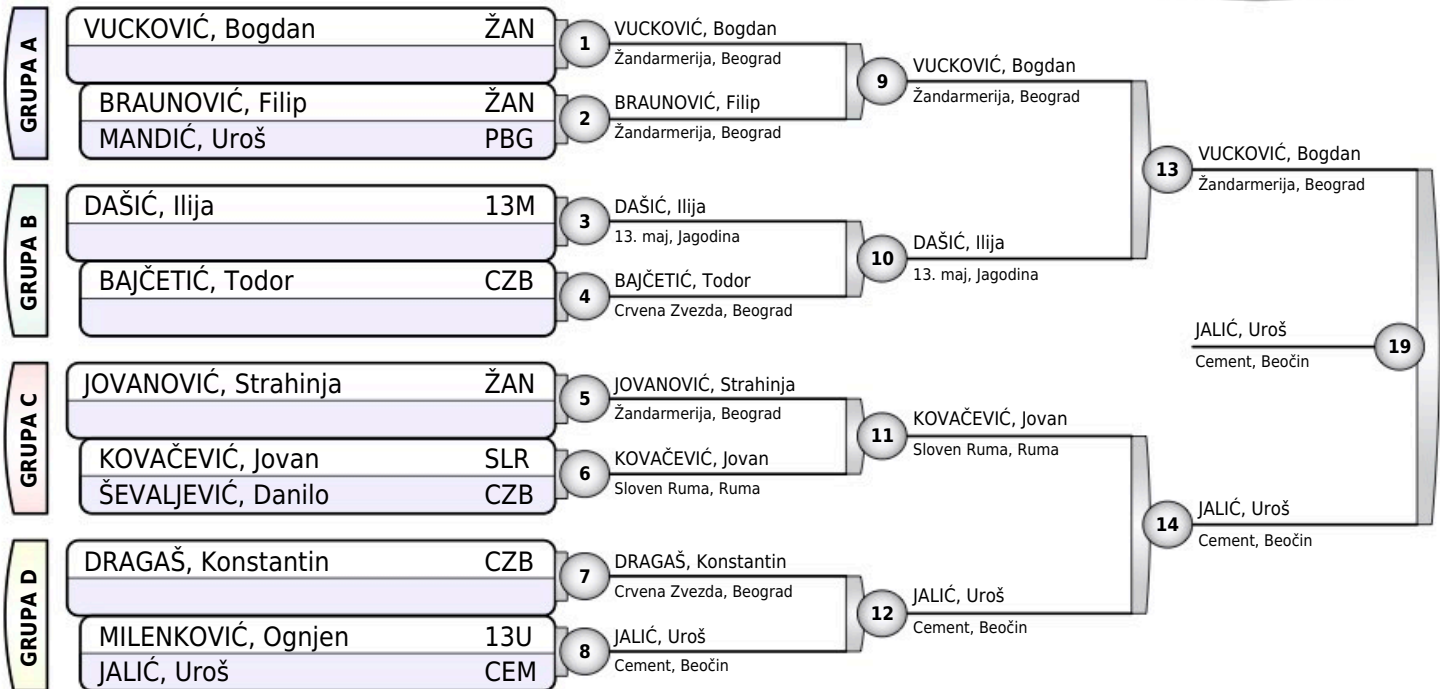 GRUPA A
VUCKOVIĆ, Bogdan ŽAN
BRAUNOVIĆ, Filip ŽAN
MANDIĆ, Uroš PBG
GRUPA B
DAŠIĆ, Ilija 13M
BAJČETIĆ, Todor CZB
GRUPA C
JOVANOVIĆ, Strahinja ŽAN
KOVAČEVIĆ, Jovan SLR
ŠEVALJEVIĆ, Danilo CZB
GRUPA D
DRAGAŠ, Konstantin CZB
MILENKOVIĆ, Ognjen 13U
JALIĆ, Uroš CEM
1
VUCKOVIĆ, Bogdan
Žandarmerija, Beograd
2
BRAUNOVIĆ, Filip
Žandarmerija, Beograd
3
DAŠIĆ, Ilija
13. maj, Jagodina
4
BAJČETIĆ, Todor
Crvena Zvezda, Beograd
5
JOVANOVIĆ, Strahinja
Žandarmerija, Beograd
6
KOVAČEVIĆ, Jovan
Sloven Ruma, Ruma
7
DRAGAŠ, Konstantin
Crvena Zvezda, Beograd
8
JALIĆ, Uroš
Cement, Beočin
9
VUCKOVIĆ, Bogdan
Žandarmerija, Beograd
10
DAŠIĆ, Ilija
13. maj, Jagodina
11
KOVAČEVIĆ, Jovan
Sloven Ruma, Ruma
12
JALIĆ, Uroš
Cement, Beočin
13
VUCKOVIĆ, Bogdan
Žandarmerija, Beograd
14
JALIĆ, Uroš
Cement, Beočin
JALIĆ, Uroš
Cement, Beočin
19